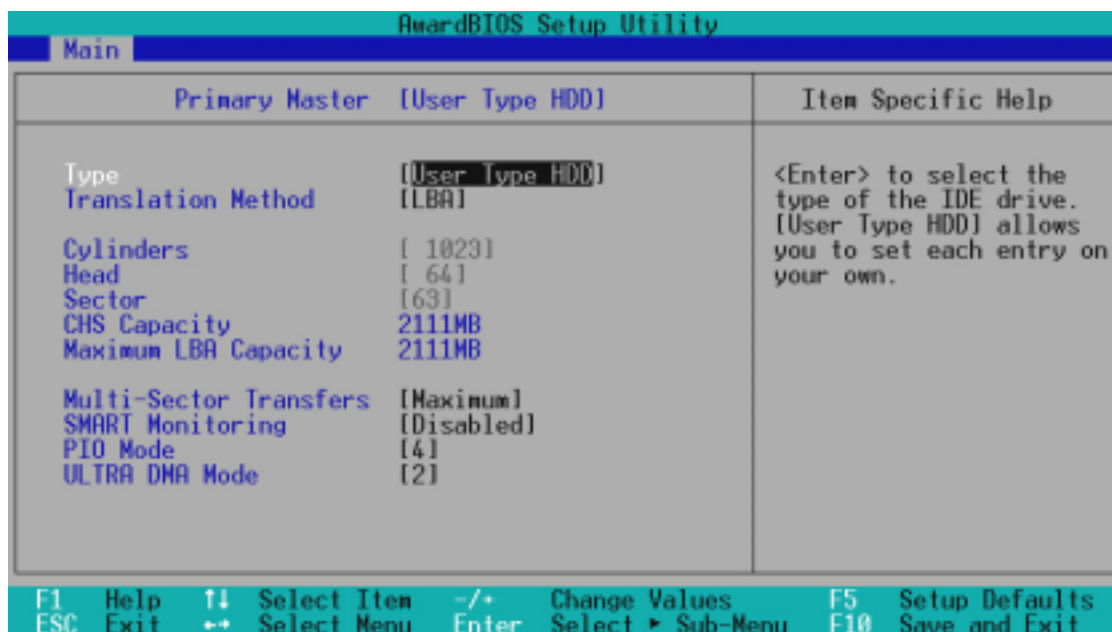 AwardBIOS Setup Utility
Main
Primary Master [User Type HDD]
Item Specific Help
Type [User Type HDD]
Translation Method [LBA]
Cylinders [ 1023]
Head [ 64]
Sector [63]
CHS Capacity 2111MB
Maximum LBA Capacity 2111MB
Multi-Sector Transfers [Maximum]
SMART Monitoring [Disabled]
PIO Mode [4]
ULTRA DMA Mode [2]
<Enter> to select the
type of the IDE drive.
[User Type HDD] allows
you to set each entry on
your own.
F1 Help ↑↓ Select Item -/+ Change Values F5 Setup Defaults
ESC Exit ←→ Select Menu Enter Select ► Sub-Menu F10 Save and Exit